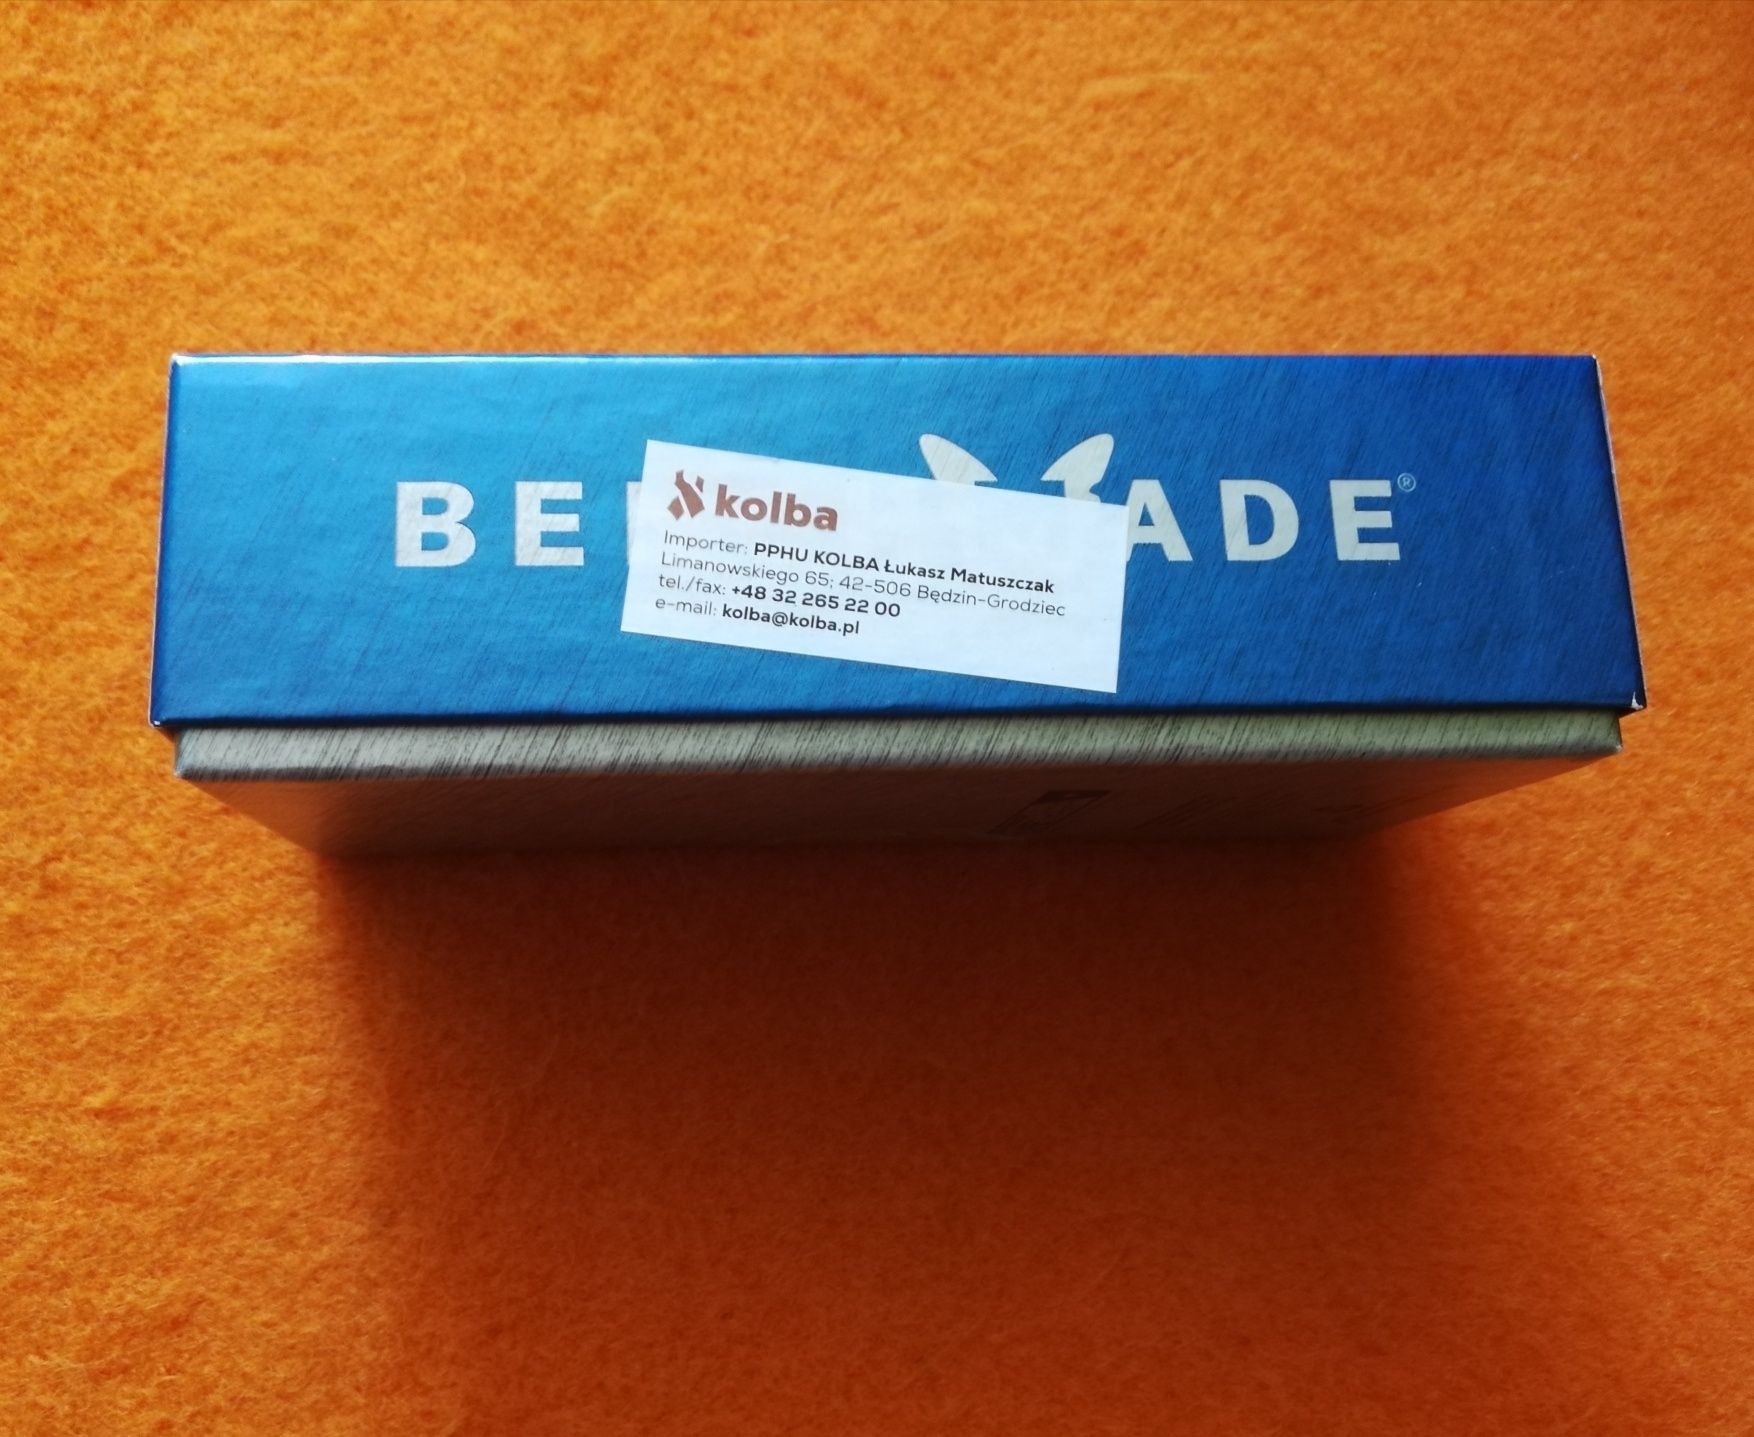 BE ADE®
kolba
Importer: PPHU KOLBA Łukasz Matuszczak
Limanowskiego 65; 42-506 Będzin-Grodziec
tel./fax: +48 32 265 22 00
e-mail: kolba@kolba.pl